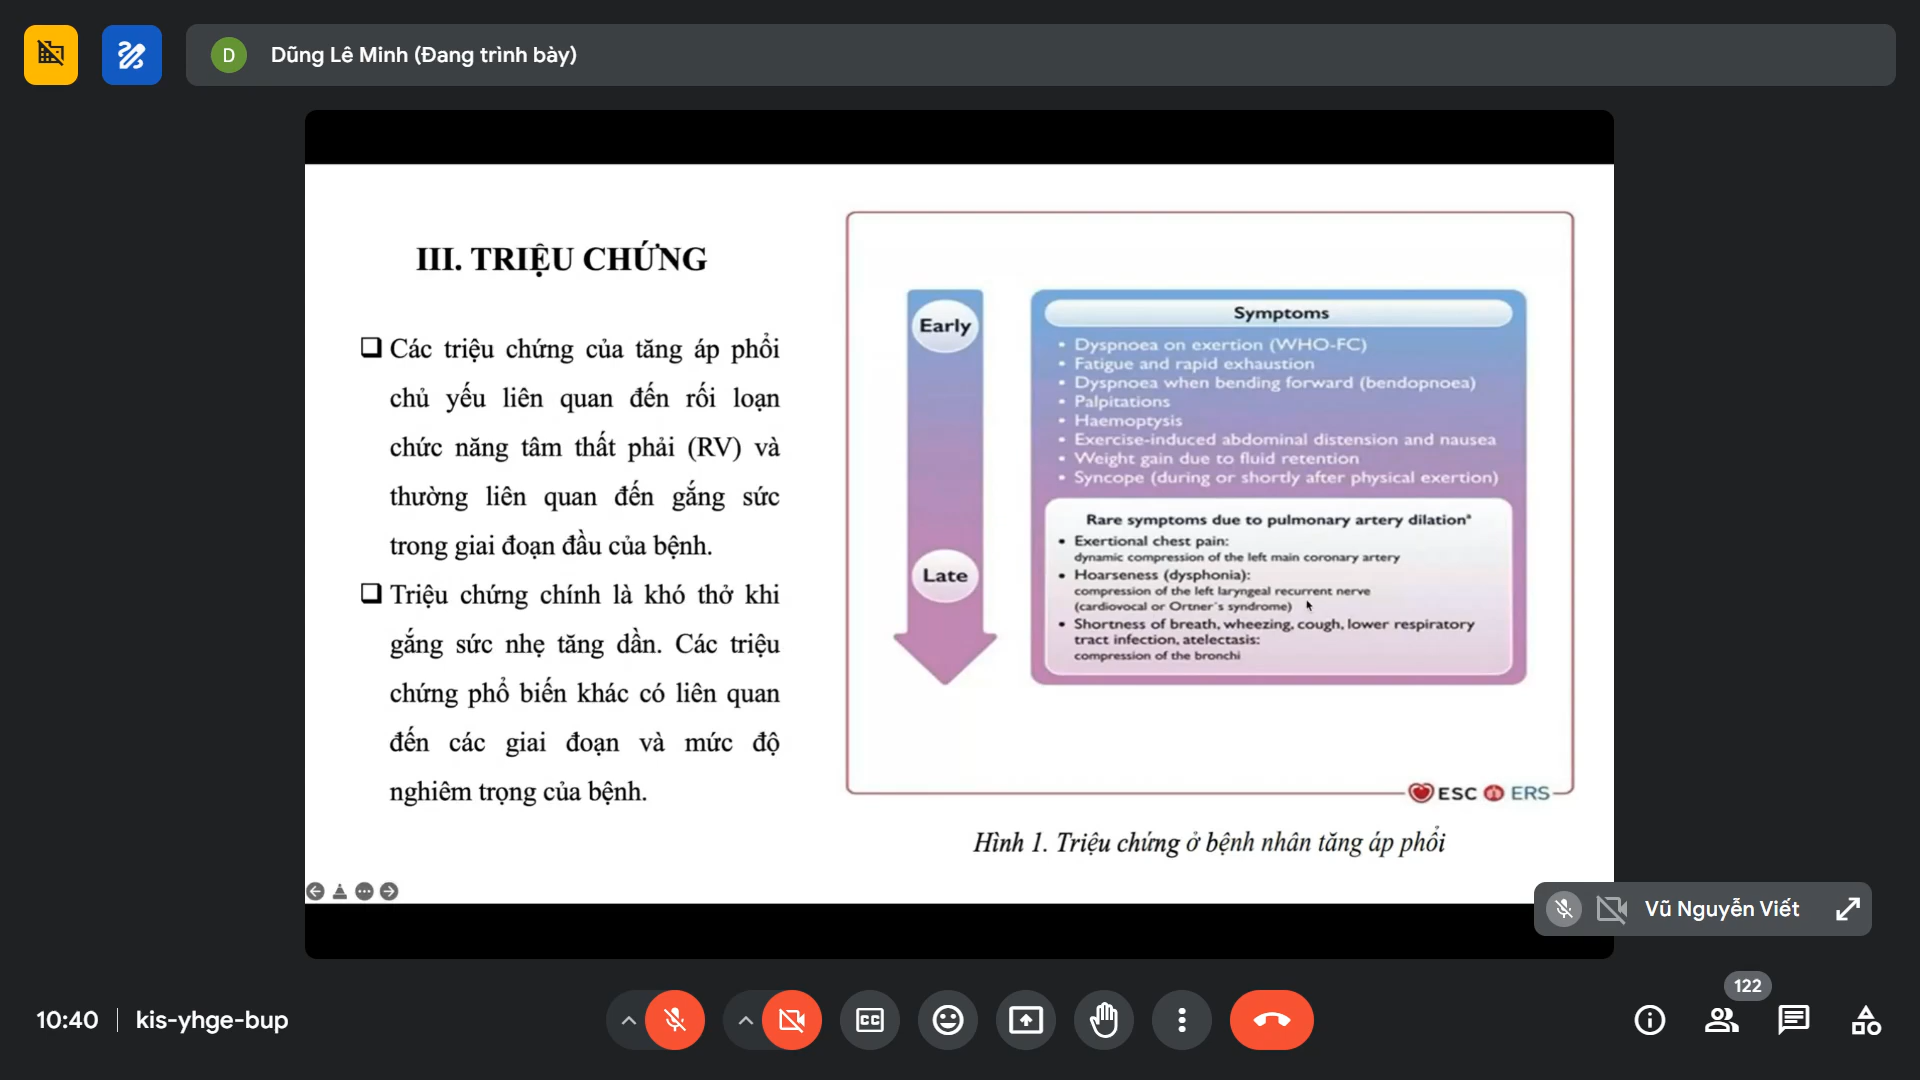 D Dũng Lê Minh (Đang trình bày)
III. TRIỆU CHỨNG
Các triệu chứng của tăng áp phổi
chủ yếu liên quan đến rối loạn
chức năng tâm thất phải (RV) và
thường liên quan đến gắng sức
trong giai đoạn đầu của bệnh.
Triệu chứng chính là khó thở khi
gắng sức nhẹ tăng dần. Các triệu
chứng phổ biến khác có liên quan
đến các giai đoạn và mức độ
nghiêm trọng của bệnh.
Early
Late
Symptoms
• Dyspnoea on exertion (WHO-FC)
• Fatigue and rapid exhaustion
• Dyspnoea when bending forward (bendopnoea)
• Palpitations
• Haemoptysis
• Exercise-induced abdominal distension and nausea
• Weight gain due to fluid retention
• Syncope (during or shortly after physical exertion)
Rare symptoms due to pulmonary artery dilationª
• Exertional chest pain:
dynamic compression of the left main coronary artery
• Hoarseness (dysphonia):
compression of the left laryngeal recurrent nerve
(cardiovocal or Ortner's syndrome)
• Shortness of breath, wheezing, cough, lower respiratory
tract infection, atelectasis:
compression of the bronchi
ESC ERS
Hình 1. Triệu chứng ở bệnh nhân tăng áp phổi
Vũ Nguyễn Viết
10:40 | kis-yhge-bup
CC
122